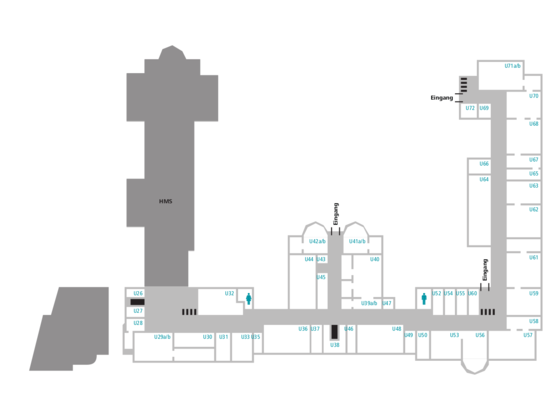 U71a/b
U70
Eingang
U72 U69
U68
U67
U66
U65
U64
U63
HMS
U62
Eingang
U42a/b U41a/b
U44 U43 U40
U61
Eingang
U45
U26 U32 U52 U54 U55 U60 U59
U39a/b U47
U27
U28 U58
U29a/b U30 U31 U33 U35 U36 U37 U46 U48 U49 U50 U53 U56 U57
U38